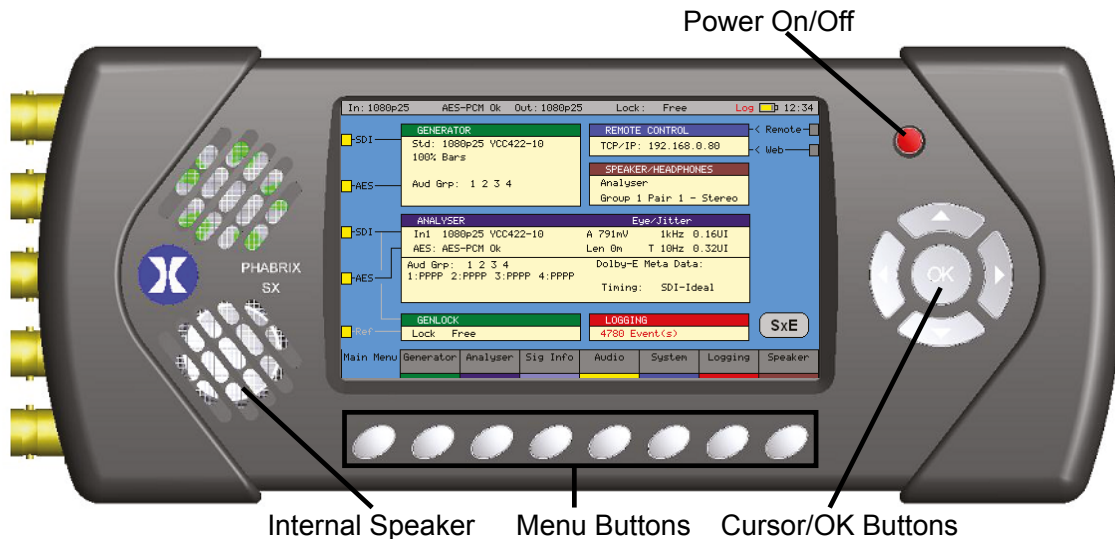 Power On/Off
In: 1080p25 AES-PCM Ok Out: 1080p25 Lock: Free Log 12:34
SDI
AES
GENERATOR
Std: 1080p25 YCC422-10
100% Bars
Aud Grp: 1 2 3 4
REMOTE CONTROL
TCP/IP: 192.168.0.80
< Remote
< Web
SPEAKER/HEADPHONES
Analyser
Group 1 Pair 1 - Stereo
SDI
AES
ANALYSER Eye/Jitter
In1 1080p25 YCC422-10 A 791mV 1kHz 0.16UI
AES: AES-PCM Ok Len 0m T 10Hz 0.32UI
Aud Grp: 1 2 3 4 Dolby-E Meta Data:
1:PPPP 2:PPPP 3:PPPP 4:PPPP
Timing: SDI-Ideal
Ref
GENLOCK
Lock Free
LOGGING
4780 Event(s)
SxE
Main Menu Generator Analyser Sig Info Audio System Logging Speaker
PHABRIX
SX
OK
Internal Speaker Menu Buttons Cursor/OK Buttons